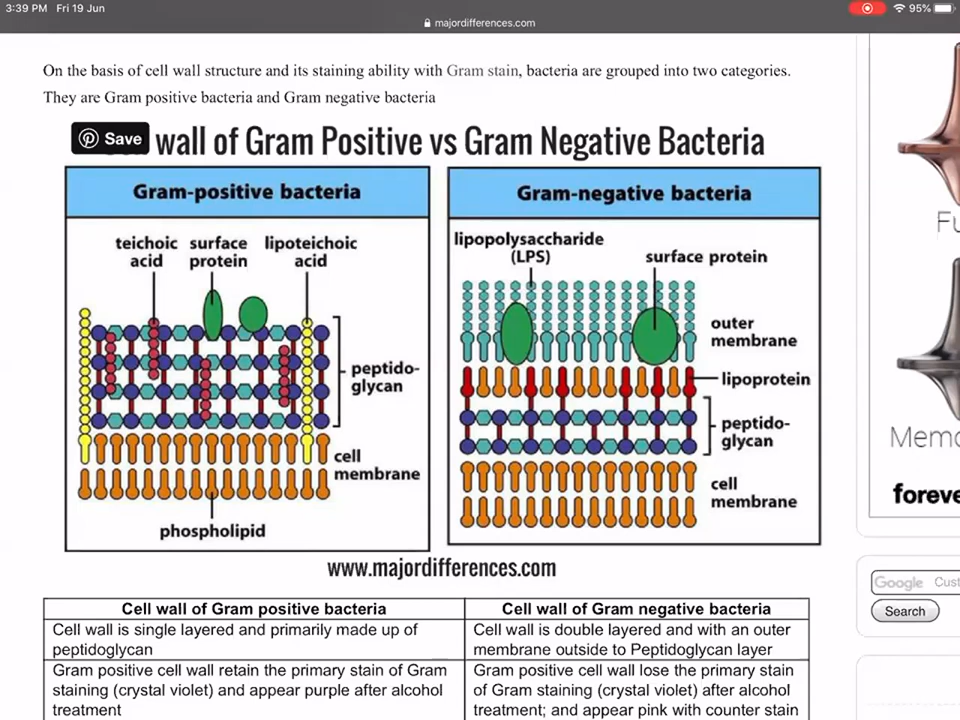 3:39 PM Fri 19 Jun
95%
majordifferences.com
On the basis of cell wall structure and its staining ability with Gram stain, bacteria are grouped into two categories.
They are Gram positive bacteria and Gram negative bacteria
Save
wall of Gram Positive vs Gram Negative Bacteria
Gram-positive bacteria
teichoic acid
surface protein
lipoteichoic acid
peptido-
glycan
cell
membrane
phospholipid
Gram-negative bacteria
lipopolysaccharide
(LPS)
surface protein
outer
membrane
lipoprotein
peptido-
glycan
cell
membrane
www.majordifferences.com
Cell wall of Gram positive bacteria
Cell wall of Gram negative bacteria
Cell wall is single layered and primarily made up of
peptidoglycan
Cell wall is double layered and with an outer
membrane outside to Peptidoglycan layer
Gram positive cell wall retain the primary stain of Gram
staining (crystal violet) and appear purple after alcohol
treatment
Gram positive cell wall lose the primary stain
of Gram staining (crystal violet) after alcohol
treatment; and appear pink with counter stain
Fu
Memo
foreve
Google Cust
Search